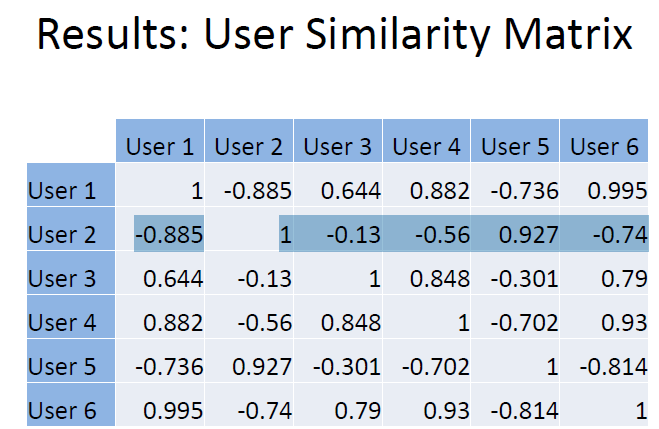 Results: User Similarity Matrix
User 1 User 2 User 3 User 4 User 5 User 6
User 1 1 -0.885 0.644 0.882 -0.736 0.995
User 2 -0.885 1 -0.13 -0.56 0.927 -0.74
User 3 0.644 -0.13 1 0.848 -0.301 0.79
User 4 0.882 -0.56 0.848 1 -0.702 0.93
User 5 -0.736 0.927 -0.301 -0.702 1 -0.814
User 6 0.995 -0.74 0.79 0.93 -0.814 1